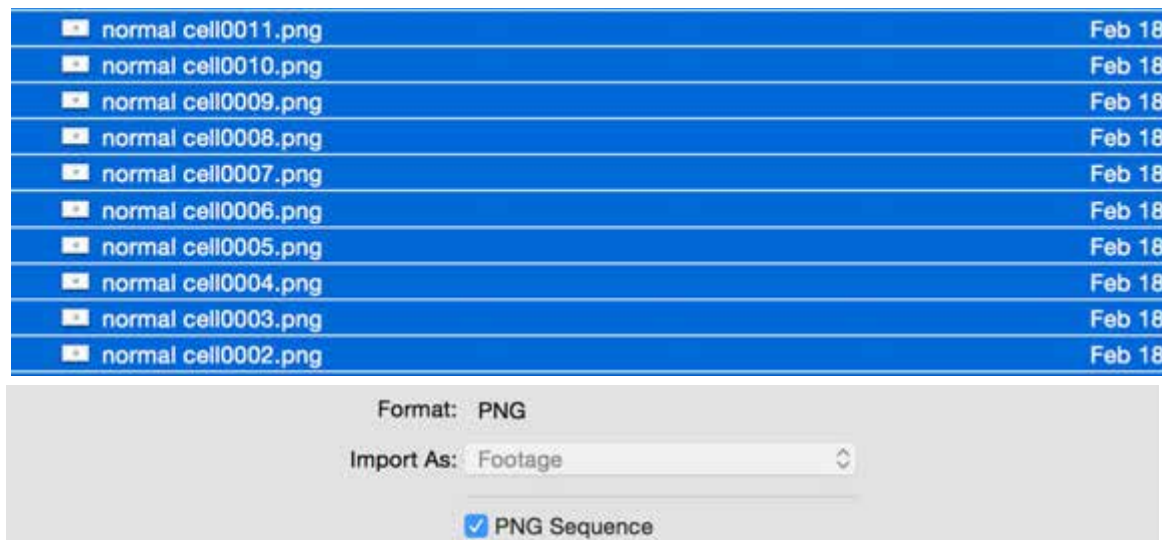 normal cell0011.png Feb 18
normal cell0010.png Feb 18
normal cell0009.png Feb 18
normal cell0008.png Feb 18
normal cell0007.png Feb 18
normal cell0006.png Feb 18
normal cell0005.png Feb 18
normal cell0004.png Feb 18
normal cell0003.png Feb 18
normal cell0002.png Feb 18
Format: PNG
Import As: Footage
PNG Sequence